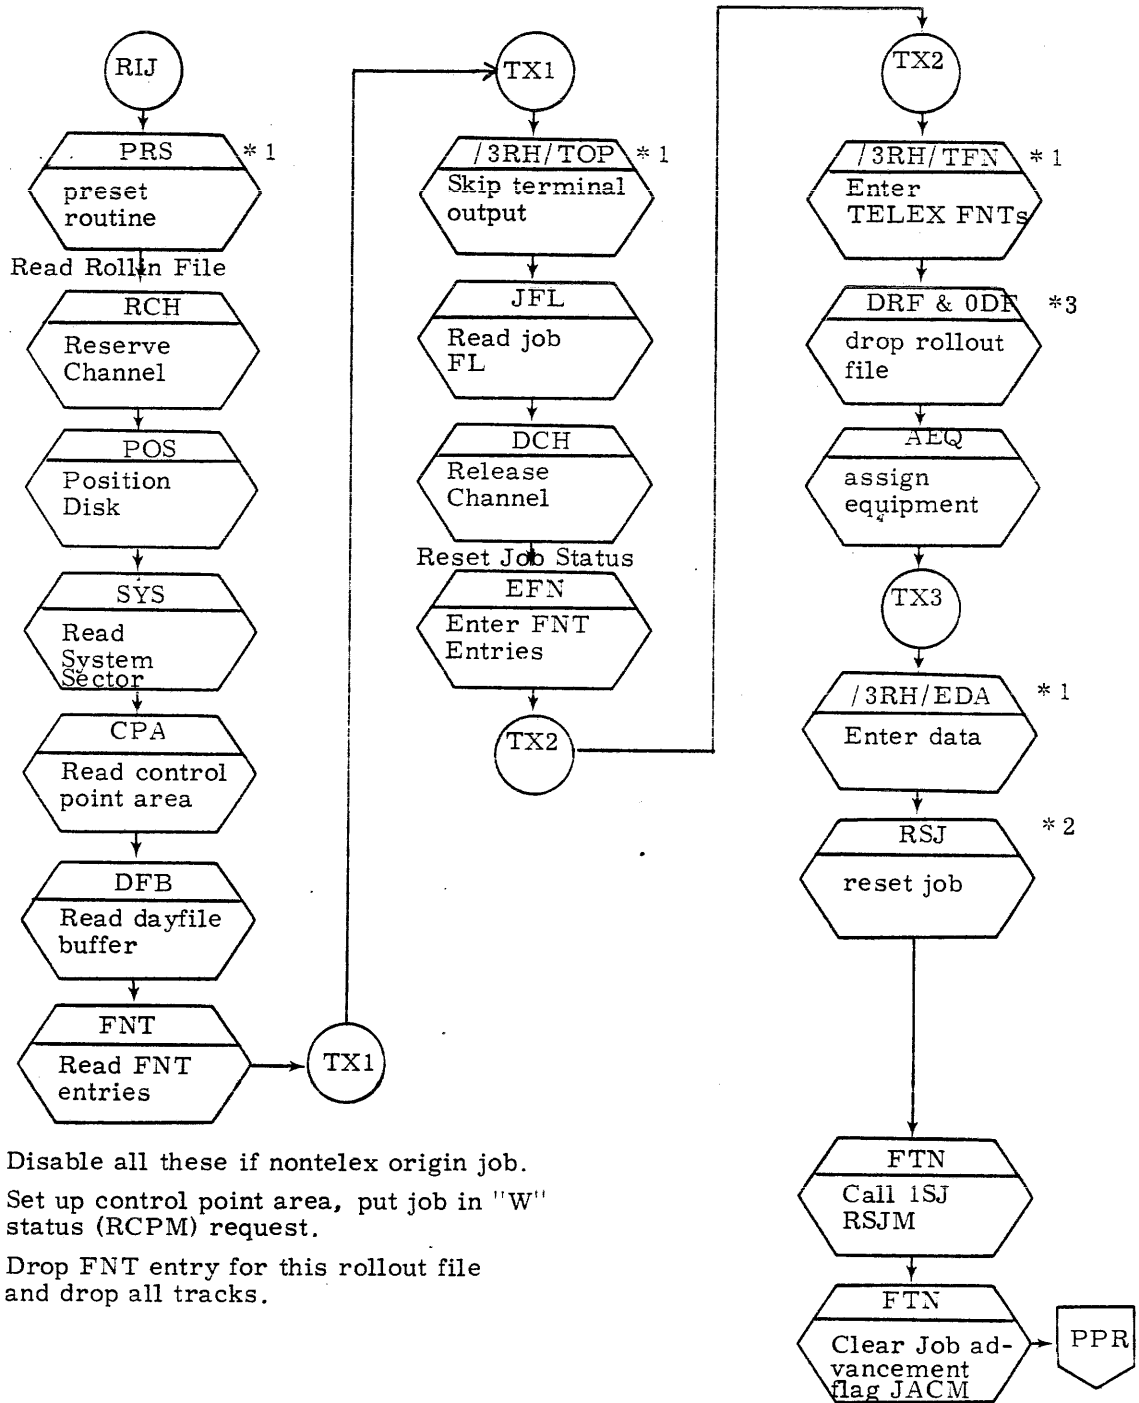 RIJ
PRS *1
preset
routine
Read Rollin File
RCH
Reserve
Channel
POS
Position
Disk
SYS
Read
System
Sector
CPA
Read control
point area
DFB
Read dayfile
buffer
FNT
Read FNT
entries
TX1
TX1
/3RH/TOP *1
Skip terminal
output
JFL
Read job
FL
DCH
Release
Channel
Reset Job Status
EFN
Enter FNT
Entries
TX2
TX2
/3RH/TFN *1
Enter
TELEX FNTs
DRF & 0DF *3
drop rollout
file
AEQ
assign
equipment
TX3
/3RH/EDA *1
Enter data
RSJ *2
reset job
FTN
Call 1SJ
RSJM
FTN
Clear Job ad-
vancement
flag JACM
PPR
Disable all these if nontelex origin job.
Set up control point area, put job in "W"
status (RCPM) request.
Drop FNT entry for this rollout file
and drop all tracks.